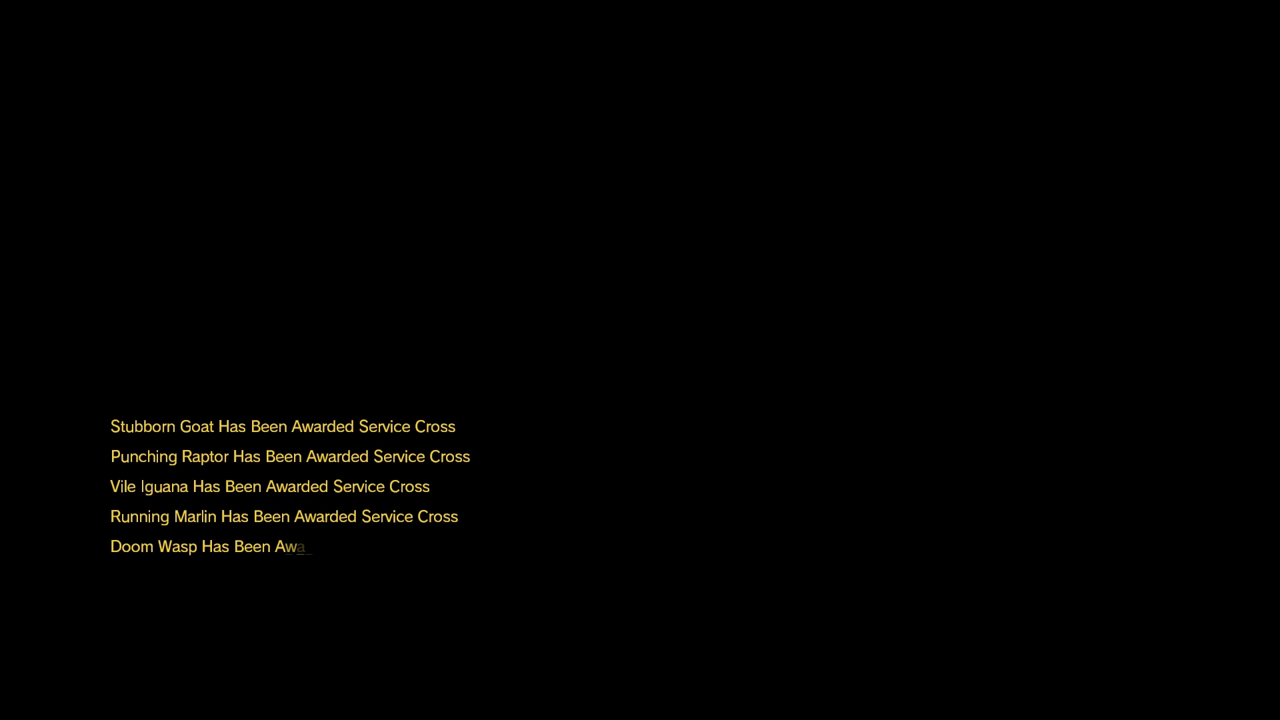 Stubborn Goat Has Been Awarded Service Cross
Punching Raptor Has Been Awarded Service Cross
Vile Iguana Has Been Awarded Service Cross
Running Marlin Has Been Awarded Service Cross
Doom Wasp Has Been Awa_